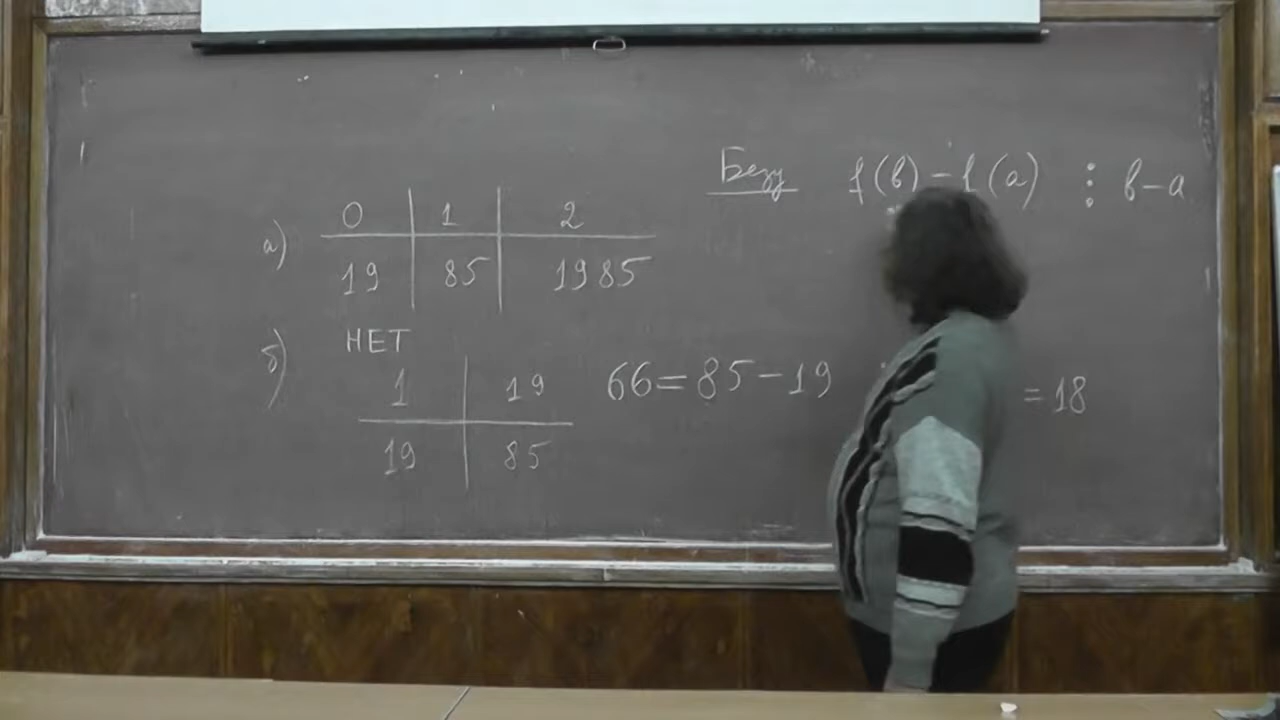 Безу f(b) - f(a) ⋮ b-a
а) 0 | 1 | 2
19 | 85 | 1985
б) НЕТ
1 | 19
19 | 85
66 = 85 - 19
= 18